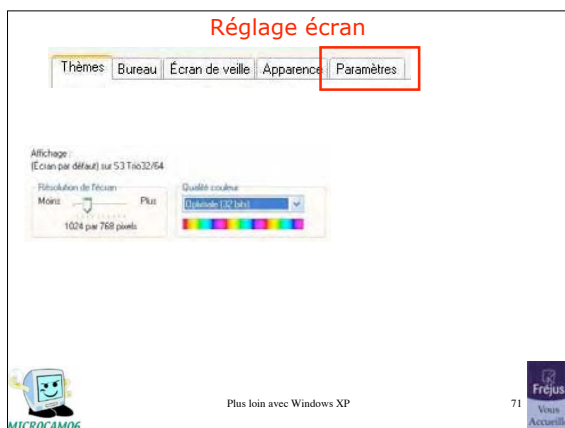 Réglage écran
Thèmes Bureau Écran de veille Apparence Paramètres
Affichage :
(Écran par défaut) sur S3 Trio32/64
Résolution de l'écran
Moins Plus
1024 par 768 pixels
Qualité couleur
Optimale (32 bits)
MICROCAM06
Plus loin avec Windows XP
71
Fréjus
Vous
Accueille